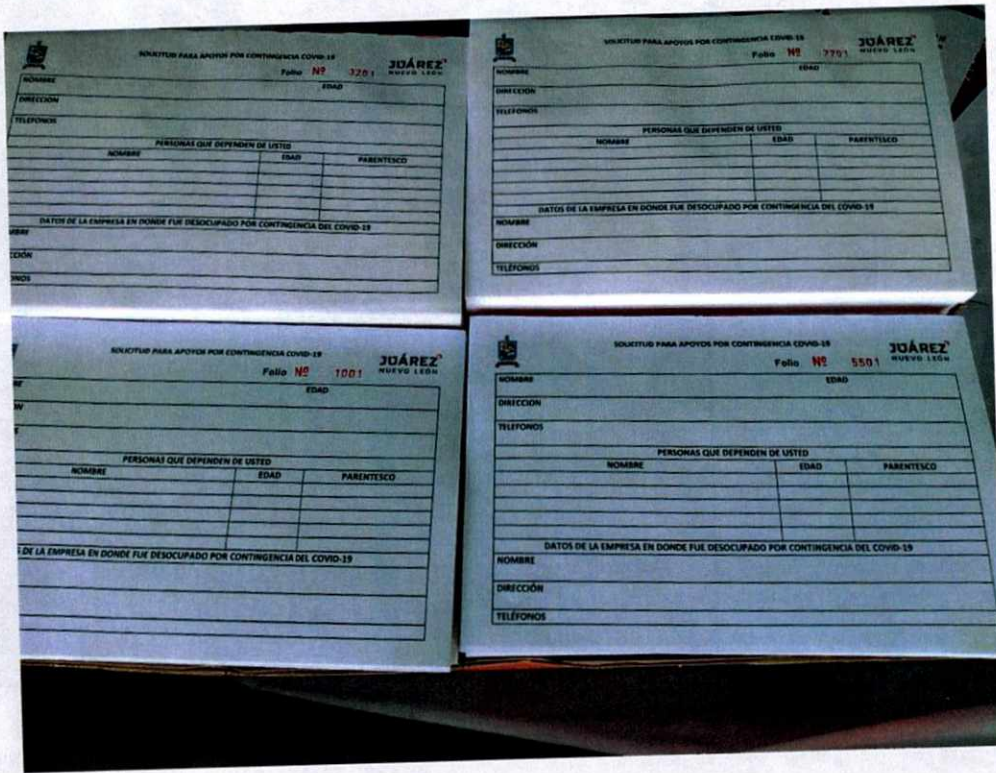 SOLICITUD PARA APOYOS POR CONTINGENCIA COVID-19
JUÁREZ
NUEVO LEÓN
Folio Nº 3201
NOMBRE EDAD
DIRECCIÓN
TELEFONOS
PERSONAS QUE DEPENDEN DE USTED
NOMBRE EDAD PARENTESCO
DATOS DE LA EMPRESA EN DONDE FUE DESOCUPADO POR CONTINGENCIA DEL COVID-19
MBRE
CCIÓN
ONOS
SOLICITUD PARA APOYOS POR CONTINGENCIA COVID-19
JUÁREZ
NUEVO LEÓN
Folio Nº 7701
NOMBRE EDAD
DIRECCIÓN
TELEFONOS
PERSONAS QUE DEPENDEN DE USTED
NOMBRE EDAD PARENTESCO
DATOS DE LA EMPRESA EN DONDE FUE DESOCUPADO POR CONTINGENCIA DEL COVID-19
NOMBRE
DIRECCIÓN
TELÉFONOS
SOLICITUD PARA APOYOS POR CONTINGENCIA COVID-19
JUÁREZ
NUEVO LEÓN
Folio Nº 1001
EDAD
PERSONAS QUE DEPENDEN DE USTED
NOMBRE EDAD PARENTESCO
DE LA EMPRESA EN DONDE FUE DESOCUPADO POR CONTINGENCIA DEL COVID-19
SOLICITUD PARA APOYOS POR CONTINGENCIA COVID-19
JUÁREZ
NUEVO LEÓN
Folio Nº 5501
NOMBRE EDAD
DIRECCION
TELEFONOS
PERSONAS QUE DEPENDEN DE USTED
NOMBRE EDAD PARENTESCO
DATOS DE LA EMPRESA EN DONDE FUE DESOCUPADO POR CONTINGENCIA DEL COVID-19
NOMBRE
DIRECCIÓN
TELÉFONOS